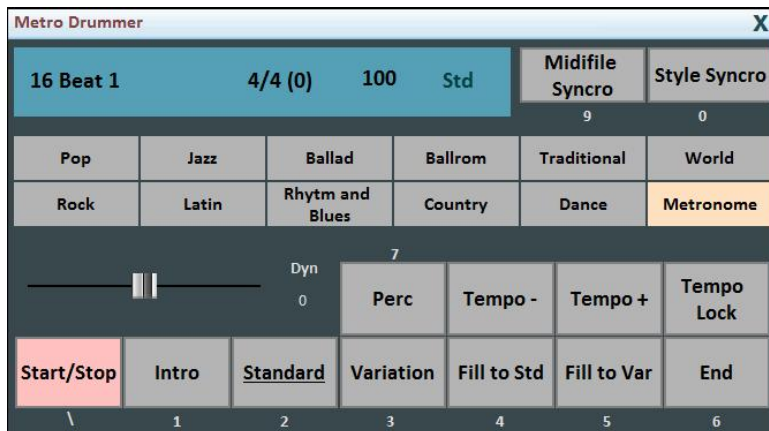 Metro Drummer X
16 Beat 1 4/4 (0) 100 Std
Midifile
Syncro
Style Syncro
9 0
Pop Jazz Ballad Ballrom Traditional World
Rock Latin Rhytm and
Blues Country Dance Metronome
7
Dyn
0
Perc Tempo - Tempo + Tempo
Lock
Start/Stop Intro Standard Variation Fill to Std Fill to Var End
\ 1 2 3 4 5 6